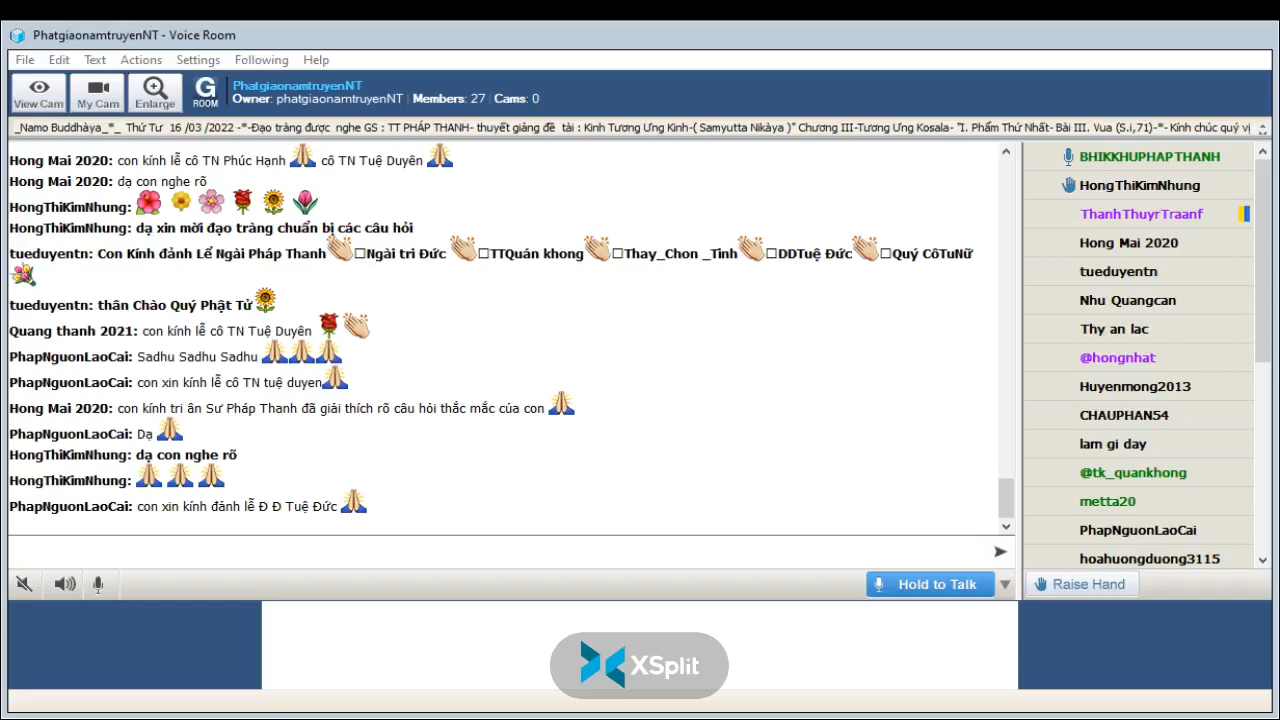 PhatgiaonamtruyenNT - Voice Room
File Edit Text Actions Settings Following Help
View Cam My Cam Enlarge G ROOM
PhatgiaonamtruyenNT
Owner: phatgiaonamtruyenNT | Members: 27 | Cams: 0
_Namo Buddhàya_*_ Thứ Tư 16 /03 /2022 -*-Đạo tràng được nghe GS : TT PHÁP THANH- thuyết giảng đề tài : Kinh Tương Ưng Kinh-( Samyutta Nikàya )" Chương III-Tương Ưng Kosala- "I. Phẩm Thứ Nhất- Bài III. Vua (S.i,71)-*- Kính chúc quý vị
Hong Mai 2020: con kính lễ cô TN Phúc Hạnh cô TN Tuệ Duyên
Hong Mai 2020: dạ con nghe rõ
HongThiKimNhung:
HongThiKimNhung: dạ xin mời đạo tràng chuẩn bị các câu hỏi
tueduyentn: Con Kính đảnh Lể Ngài Pháp Thanh □Ngài tri Đức □TTQuán khong □Thay_Chon _Tinh □DDTuệ Đức □Quý CôTuNữ
tueduyentn: thân Chào Quý Phật Tử
Quang thanh 2021: con kính lễ cô TN Tuệ Duyên
PhapNguonLaoCai: Sadhu Sadhu Sadhu
PhapNguonLaoCai: con xin kính lễ cô TN tuệ duyen
Hong Mai 2020: con kính tri ân Sư Pháp Thanh đã giải thích rõ câu hỏi thắc mắc của con
PhapNguonLaoCai: Dạ
HongThiKimNhung: dạ con nghe rõ
HongThiKimNhung:
PhapNguonLaoCai: con xin kính đãnh lễ Đ Đ Tuệ Đức
BHIKKHUPHAPTHANH
HongThiKimNhung
ThanhThuyrTraanf
Hong Mai 2020
tueduyentn
Nhu Quangcan
Thy an lac
@hongnhat
Huyenmong2013
CHAUPHAN54
lam gi day
@tk_quankhong
metta20
PhapNguonLaoCai
hoahuongduong3115
Hold to Talk
Raise Hand
XSplit